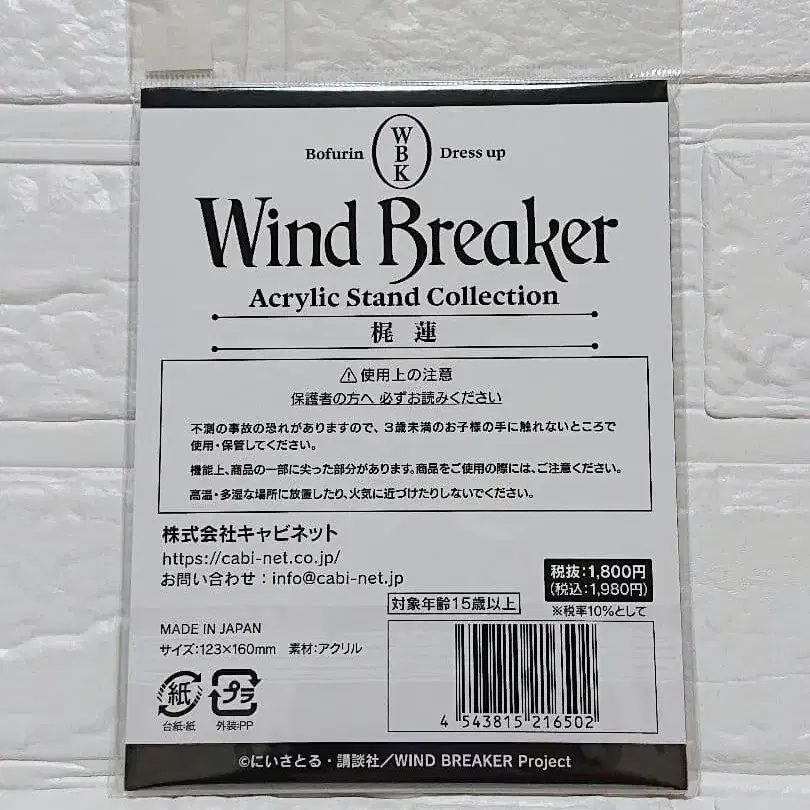 Bofurin WBK Dress up
Wind Breaker
Acrylic Stand Collection
梶 蓮
⚠使用上の注意
保護者の方へ 必ずお読みください
不測の事故の恐れがありますので、3歳未満のお子様の手に触れないところで
使用・保管してください。
機能上、商品の一部に尖った部分があります。商品をご使用の際には、ご注意ください。
高温・多湿な場所に放置したり、火気に近づけたりしないでください。
株式会社キャビネット
https://cabi-net.co.jp/
お問い合わせ：info@cabi-net.jp
税抜：1,800円
(税込：1,980円)
※税率10%として
対象年齢15歳以上
MADE IN JAPAN
サイズ：123×160mm 素材：アクリル
紙 プラ
台紙:紙 外装:PP
4 543815 216502
©にいさとる・講談社／WIND BREAKER Project